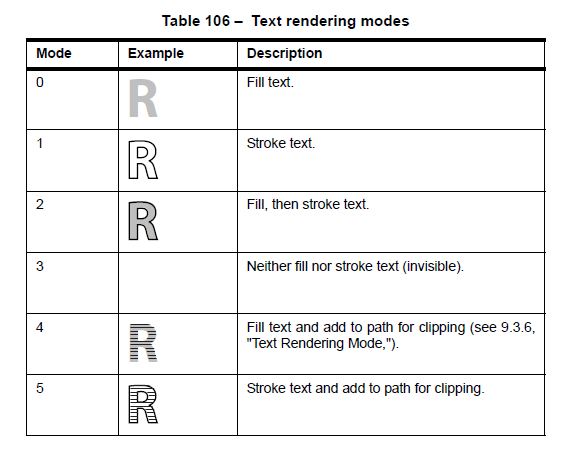 Table 106 – Text rendering modes
Mode Example Description
0 R Fill text.
1 R Stroke text.
2 R Fill, then stroke text.
3 Neither fill nor stroke text (invisible).
4 R Fill text and add to path for clipping (see 9.3.6,
"Text Rendering Mode,").
5 R Stroke text and add to path for clipping.